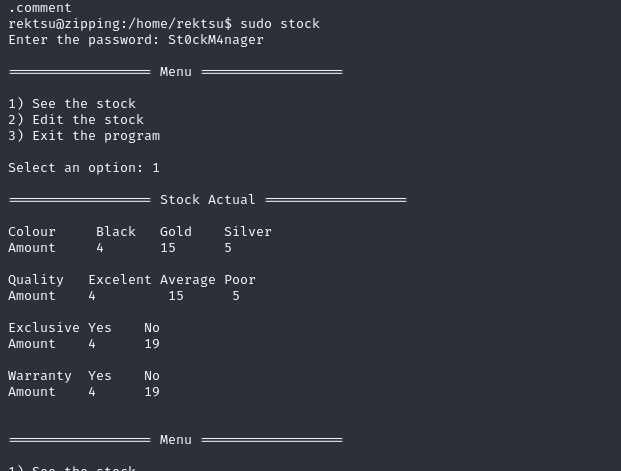 .comment
rektsu@zipping:/home/rektsu$ sudo stock
Enter the password: St0ckM4nager
================== Menu ==================
1) See the stock
2) Edit the stock
3) Exit the program
Select an option: 1
================== Stock Actual ==================
Colour     Black   Gold    Silver
Amount     4       15      5
Quality   Excelent Average Poor
Amount    4         15      5
Exclusive Yes    No
Amount    4      19
Warranty  Yes    No
Amount    4      19
================== Menu ==================
1) See the stock